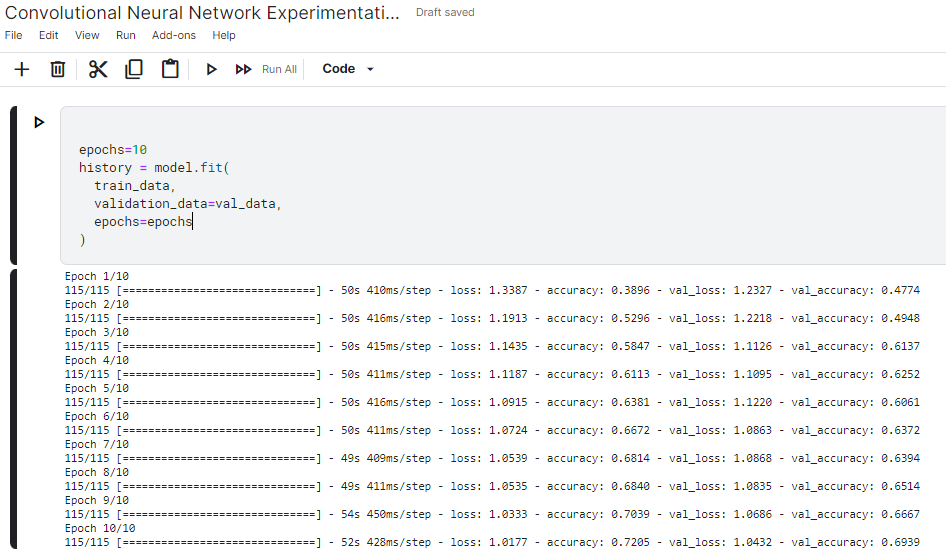 Convolutional Neural Network Experimentati... Draft saved
File Edit View Run Add-ons Help
Run All Code
epochs=10
history = model.fit(
  train_data,
  validation_data=val_data,
  epochs=epochs
)
Epoch 1/10
115/115 [==============================] - 50s 410ms/step - loss: 1.3387 - accuracy: 0.3896 - val_loss: 1.2327 - val_accuracy: 0.4774
Epoch 2/10
115/115 [==============================] - 50s 416ms/step - loss: 1.1913 - accuracy: 0.5296 - val_loss: 1.2218 - val_accuracy: 0.4948
Epoch 3/10
115/115 [==============================] - 50s 415ms/step - loss: 1.1435 - accuracy: 0.5847 - val_loss: 1.1126 - val_accuracy: 0.6137
Epoch 4/10
115/115 [==============================] - 50s 411ms/step - loss: 1.1187 - accuracy: 0.6113 - val_loss: 1.1095 - val_accuracy: 0.6252
Epoch 5/10
115/115 [==============================] - 50s 416ms/step - loss: 1.0915 - accuracy: 0.6381 - val_loss: 1.1220 - val_accuracy: 0.6061
Epoch 6/10
115/115 [==============================] - 50s 411ms/step - loss: 1.0724 - accuracy: 0.6672 - val_loss: 1.0863 - val_accuracy: 0.6372
Epoch 7/10
115/115 [==============================] - 49s 409ms/step - loss: 1.0539 - accuracy: 0.6814 - val_loss: 1.0868 - val_accuracy: 0.6394
Epoch 8/10
115/115 [==============================] - 49s 411ms/step - loss: 1.0535 - accuracy: 0.6840 - val_loss: 1.0835 - val_accuracy: 0.6514
Epoch 9/10
115/115 [==============================] - 54s 450ms/step - loss: 1.0333 - accuracy: 0.7039 - val_loss: 1.0686 - val_accuracy: 0.6667
Epoch 10/10
115/115 [==============================] - 52s 428ms/step - loss: 1.0177 - accuracy: 0.7205 - val_loss: 1.0432 - val_accuracy: 0.6939